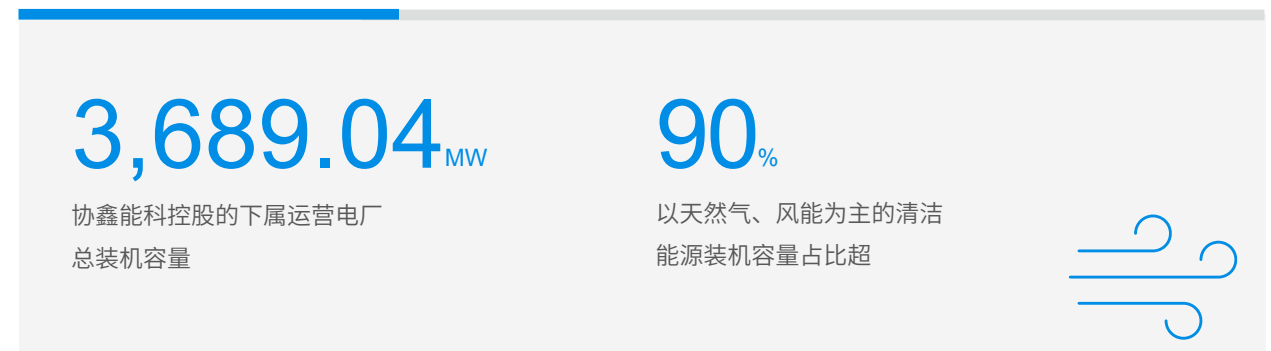 3,689.04MW
协鑫能科控股的下属运营电厂
总装机容量
90%
以天然气、风能为主的清洁
能源装机容量占比超